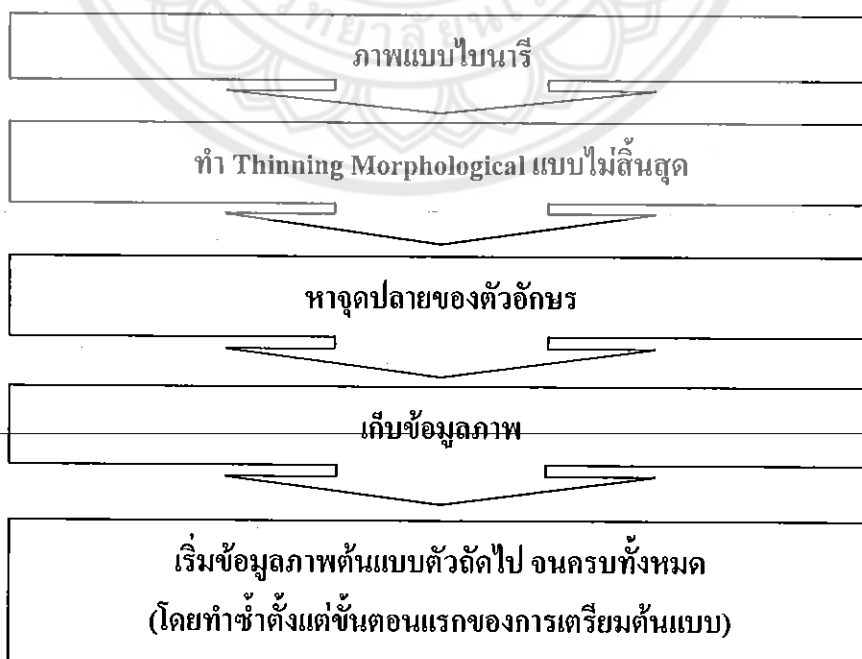 ภาพแบบไบนารี
ทำ Thinning Morphological แบบไม่สิ้นสุด
หาจุดปลายของตัวอักษร
เก็บข้อมูลภาพ
เริ่มข้อมูลภาพต้นแบบตัวถัดไป จนครบทั้งหมด
(โดยทำซ้ำตั้งแต่ขั้นตอนแรกของการเตรียมต้นแบบ)